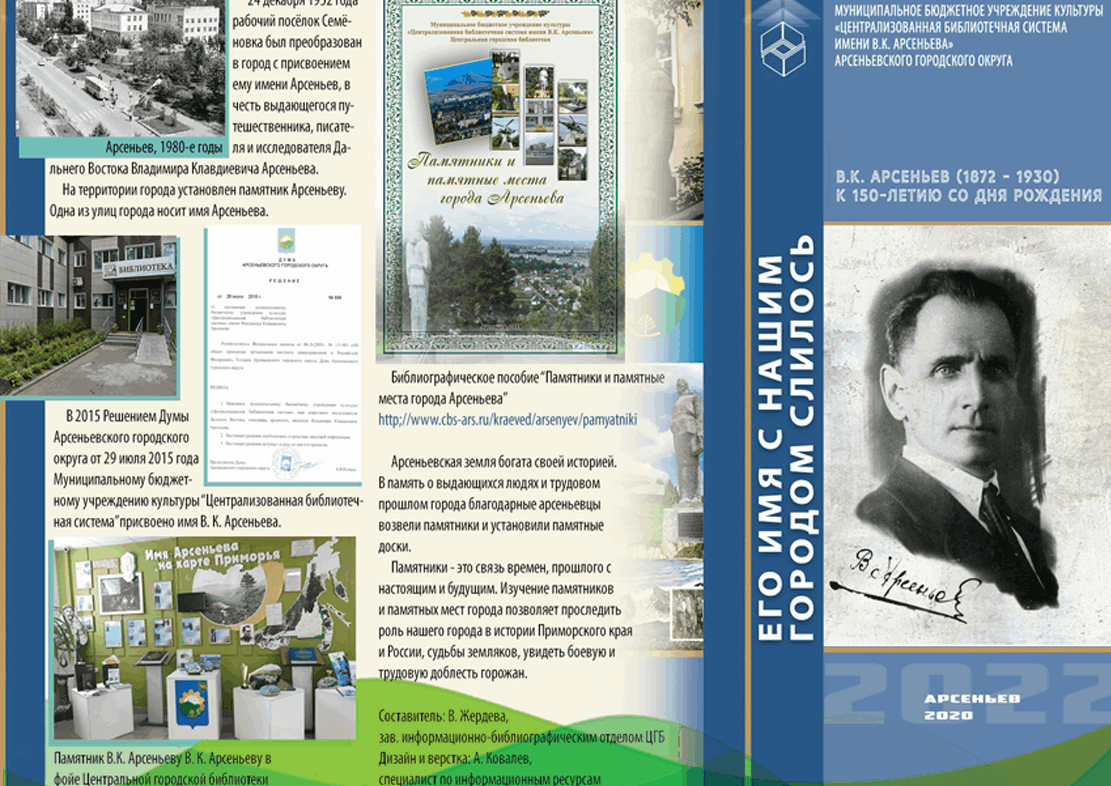 24 декабря 1952 года
рабочий посёлок Семё-
новка был преобразован
в город с присвоением
ему имени Арсеньев, в
честь выдающегося пу-
тешественника, писате-
ля и исследователя Да-
льнего Востока Владимира Клавдиевича Арсеньева.
На территории города установлен памятник Арсеньеву.
Одна из улиц города носит имя Арсеньева.
Арсеньев, 1980-е годы
БИБЛИОТЕКА
ДУМА
АРСЕНЬЕВСКОГО ГОРОДСКОГО ОКРУГА
РЕШЕНИЕ
В 2015 Решением Думы
Арсеньевского городского
округа от 29 июля 2015 года
Муниципальному бюджет-
ному учреждению культуры “Централизованная библиотеч-
ная система” присвоено имя В. К. Арсеньева.
Имя Арсеньева
на карте Приморья
Памятник В.К. Арсеньеву В. К. Арсеньеву в
фойе Центральной городской библиотеки
Муниципальное бюджетное учреждение культуры
«Централизованная библиотечная система имени В.К. Арсеньева»
Центральная городская библиотека
Памятники и
памятные места
города Арсеньева
Библиографическое пособие “Памятники и памятные
места города Арсеньева”
http://www.cbs-ars.ru/kraeved/arsenyev/pamyatniki
Арсеньевская земля богата своей историей.
В память о выдающихся людях и трудовом
прошлом города благодарные арсеньевцы
возвели памятники и установили памятные
доски.
Памятники - это связь времен, прошлого с
настоящим и будущим. Изучение памятников
и памятных мест города позволяет проследить
роль нашего города в истории Приморского края
и России, судьбы земляков, увидеть боевую и
трудовую доблесть горожан.
Составитель: В. Жердева,
зав. информационно-библиографическим отделом ЦГБ
Дизайн и верстка: А. Ковалев,
специалист по информационным ресурсам
МУНИЦИПАЛЬНОЕ БЮДЖЕТНОЕ УЧРЕЖДЕНИЕ КУЛЬТУРЫ
«ЦЕНТРАЛИЗОВАННАЯ БИБЛИОТЕЧНАЯ СИСТЕМА
ИМЕНИ В.К. АРСЕНЬЕВА»
АРСЕНЬЕВСКОГО ГОРОДСКОГО ОКРУГА
В.К. АРСЕНЬЕВ (1872 - 1930)
К 150-ЛЕТИЮ СО ДНЯ РОЖДЕНИЯ
ЕГО ИМЯ С НАШИМ
ГОРОДОМ СЛИЛОСЬ
В Арсеньев
2022
АРСЕНЬЕВ
2020